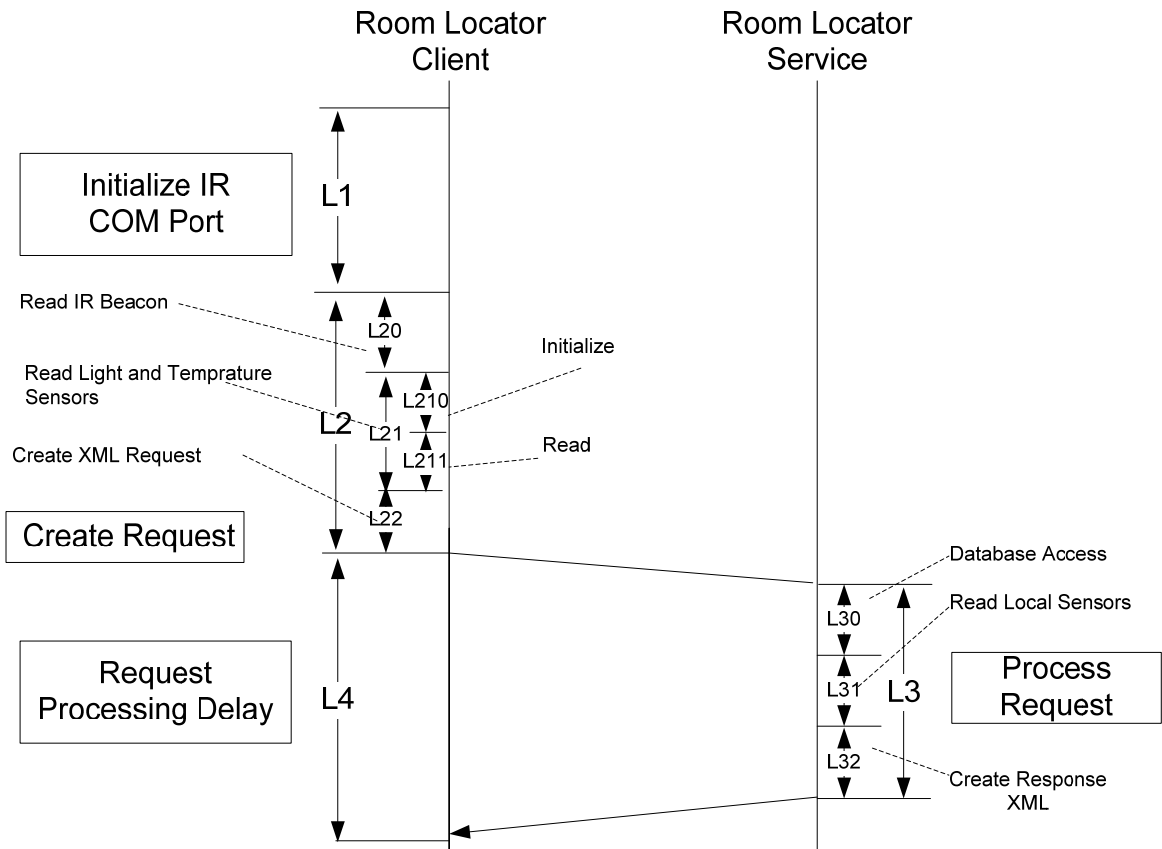 Room Locator
Client
Room Locator
Service
Initialize IR
COM Port
L1
Read IR Beacon
L20
Initialize
Read Light and Temprature
Sensors
L210
L2
L21
Read
L211
Create XML Request
L22
Create Request
Database Access
Read Local Sensors
L30
Request
Processing Delay
L4
L31
L3
Process
Request
L32
Create Response
XML